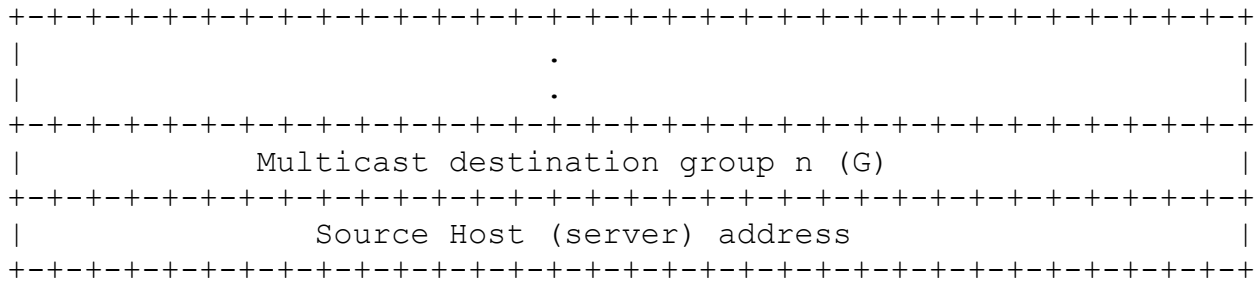 +-+-+-+-+-+-+-+-+-+-+-+-+-+-+-+-+-+-+-+-+-+-+-+-+-+-+-+-+-+-+-+-+
|                           .                                   |
|                           .                                   |
+-+-+-+-+-+-+-+-+-+-+-+-+-+-+-+-+-+-+-+-+-+-+-+-+-+-+-+-+-+-+-+-+
|            Multicast destination group n (G)                  |
+-+-+-+-+-+-+-+-+-+-+-+-+-+-+-+-+-+-+-+-+-+-+-+-+-+-+-+-+-+-+-+-+
|               Source Host (server) address                    |
+-+-+-+-+-+-+-+-+-+-+-+-+-+-+-+-+-+-+-+-+-+-+-+-+-+-+-+-+-+-+-+-+